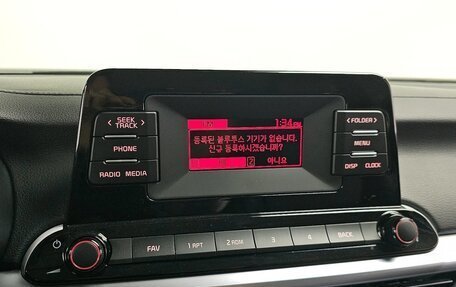 1:34 PM
등록된 블루투스 기기가 없습니다.
신규 등록하시겠습니까?
2 아니요
< SEEK TRACK >
PHONE
RADIO MEDIA
< FOLDER >
MENU
DISP CLOCK
FAV
1 RPT
2 RDM
3
4
BACK